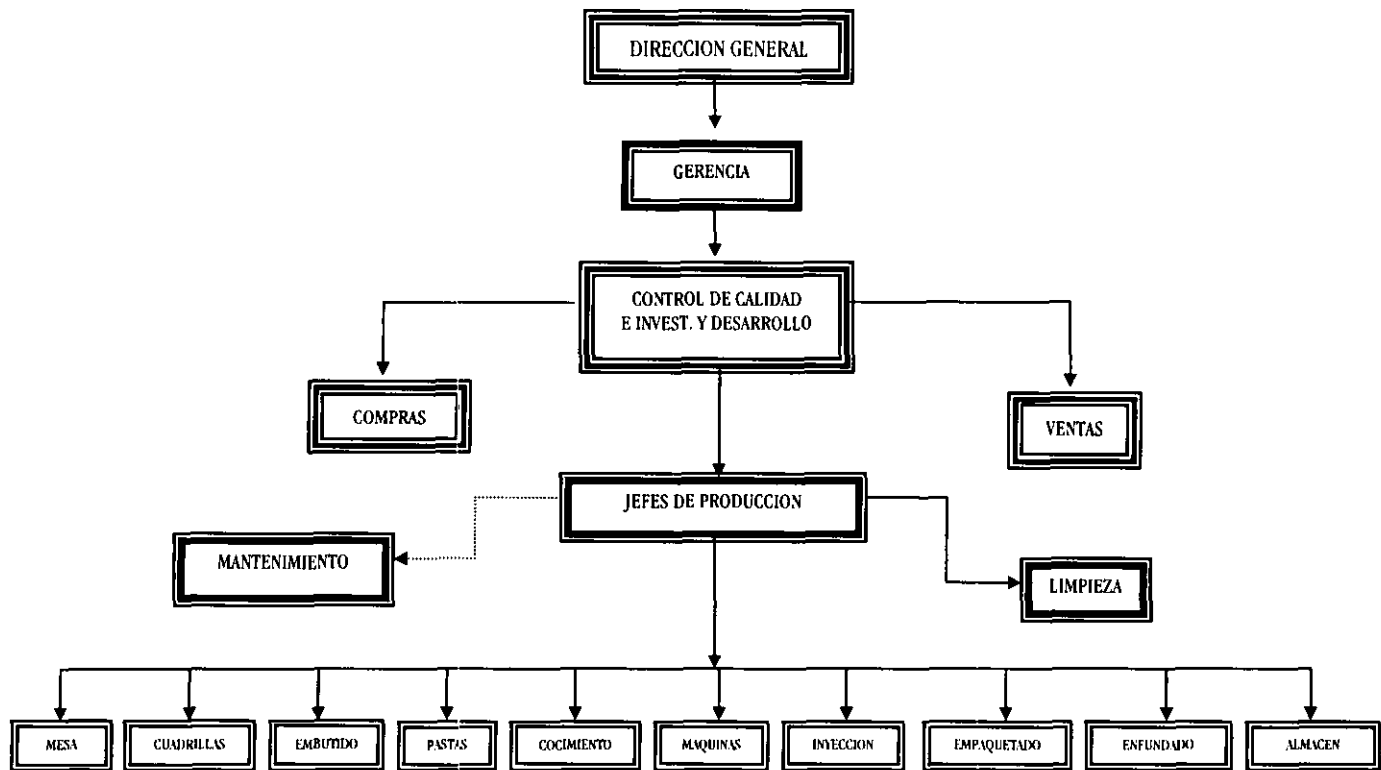 DIRECCION GENERAL
GERENCIA
CONTROL DE CALIDAD
E INVEST. Y DESARROLLO
COMPRAS
VENTAS
JEFES DE PRODUCCION
MANTENIMIENTO
LIMPIEZA
MESA
CUADRILLAS
EMBUTIDO
PASTAS
COCIMIENTO
MAQUINAS
INYECCION
EMPAQUETADO
ENFUNDADO
ALMACEN